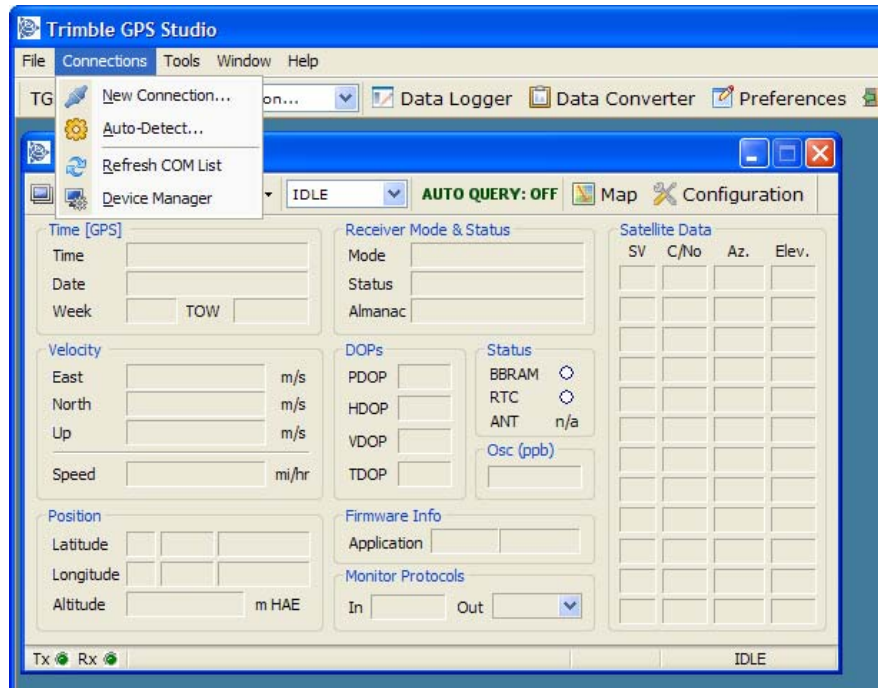 Trimble GPS Studio
File Connections Tools Window Help
TG on... Data Logger Data Converter Preferences
New Connection...
Auto-Detect...
Refresh COM List
Device Manager
IDLE AUTO QUERY: OFF Map Configuration
Time [GPS]
Time
Date
Week TOW
Receiver Mode & Status
Mode
Status
Almanac
Satellite Data
SV C/No Az. Elev.
Velocity
East m/s
North m/s
Up m/s
Speed mi/hr
DOPs
PDOP
HDOP
VDOP
TDOP
Status
BBRAM
RTC
ANT n/a
Osc (ppb)
Position
Latitude
Longitude
Altitude m HAE
Firmware Info
Application
Monitor Protocols
In Out
Tx Rx IDLE